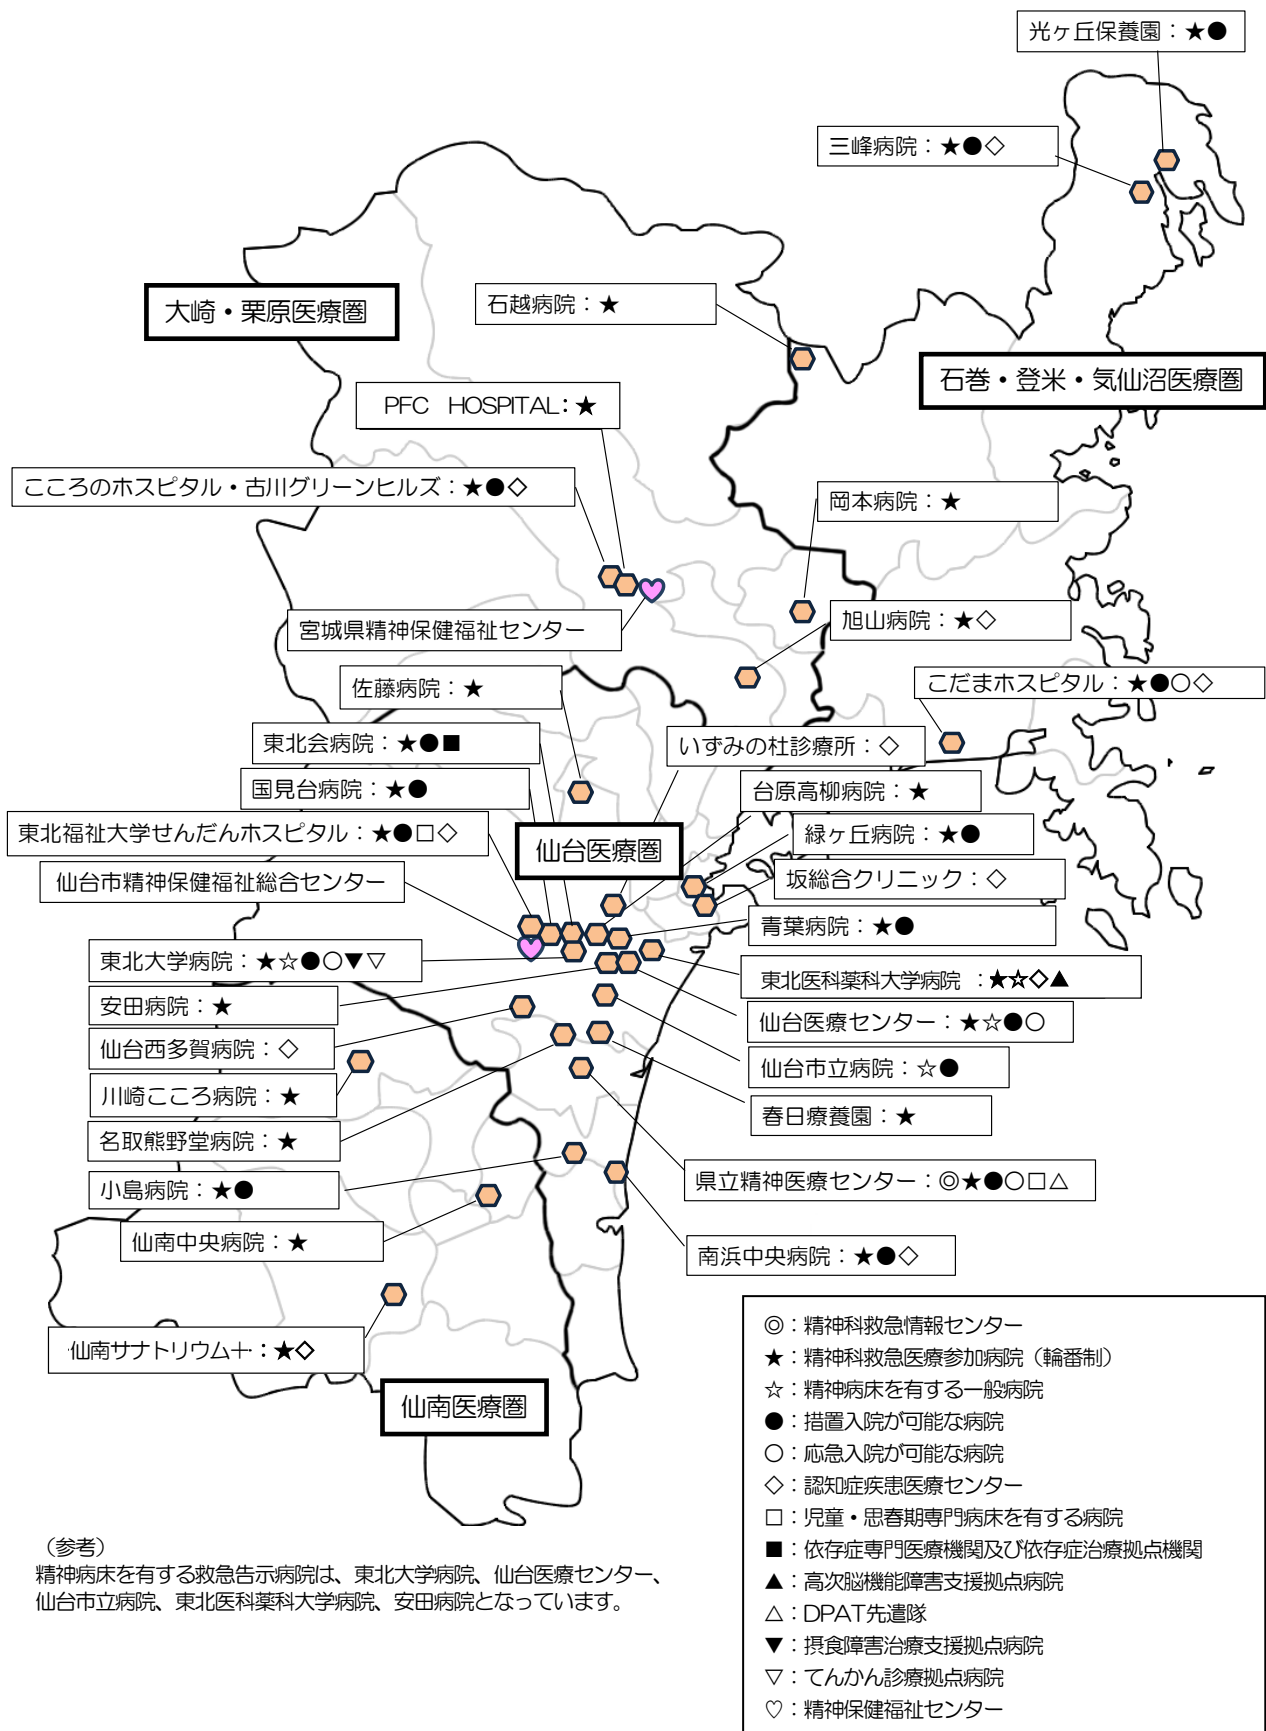 光ヶ丘保養園：★●
三峰病院：★●◇
大崎・栗原医療圏
石越病院：★
石巻・登米・気仙沼医療圏
PFC HOSPITAL：★
こころのホスピタル・古川グリーンヒルズ：★●◇
岡本病院：★
宮城県精神保健福祉センター
旭山病院：★◇
佐藤病院：★
こだまホスピタル：★●○◇
東北会病院：★●■
いずみの杜診療所：◇
国見台病院：★●
台原高柳病院：★
東北福祉大学せんだんホスピタル：★●□◇
仙台医療圏
緑ヶ丘病院：★●
仙台市精神保健福祉総合センター
坂総合クリニック：◇
青葉病院：★●
東北大学病院：★☆●○▼▽
東北医科薬科大学病院 ：★☆◇▲
安田病院：★
仙台医療センター：★☆●○
仙台西多賀病院：◇
仙台市立病院：☆●
川崎こころ病院：★
春日療養園：★
名取熊野堂病院：★
県立精神医療センター：◎★●○□△
小島病院：★●
仙南中央病院：★
南浜中央病院：★●◇
仙南サナトリウム＋：★◇
仙南医療圏
◎：精神科救急情報センター
★：精神科救急医療参加病院（輪番制）
☆：精神病床を有する一般病院
●：措置入院が可能な病院
○：応急入院が可能な病院
◇：認知症疾患医療センター
□：児童・思春期専門病床を有する病院
■：依存症専門医療機関及び依存症治療拠点機関
▲：高次脳機能障害支援拠点病院
△：DPAT先遣隊
▼：摂食障害治療支援拠点病院
▽：てんかん診療拠点病院
♡：精神保健福祉センター
（参考）
精神病床を有する救急告示病院は、東北大学病院、仙台医療センター、
仙台市立病院、東北医科薬科大学病院、安田病院となっています。